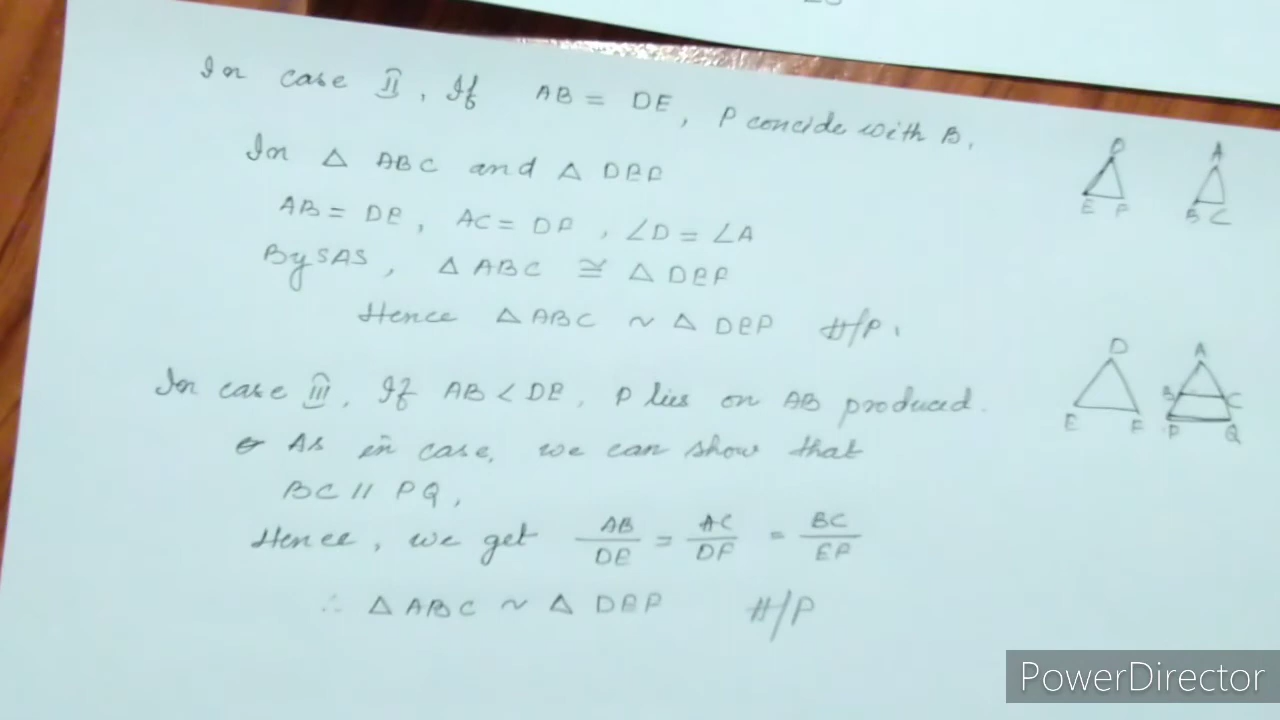 In case II, If AB = DE, P concide with B,
In △ ABC and △ DEF
AB = DE, AC = DF, ∠D = ∠A
By SAS, △ ABC ≅ △ DEF
Hence △ ABC ~ △ DEF H/P.
In case III, If AB < DE, P lies on AB produced.
As in case, we can show that
BC // PQ,
Hence, we get AB/DE = AC/DF = BC/EF
∴ △ ABC ~ △ DEF H/P
D
E F
A
B C
D
E F
A
B C
P Q
PowerDirector